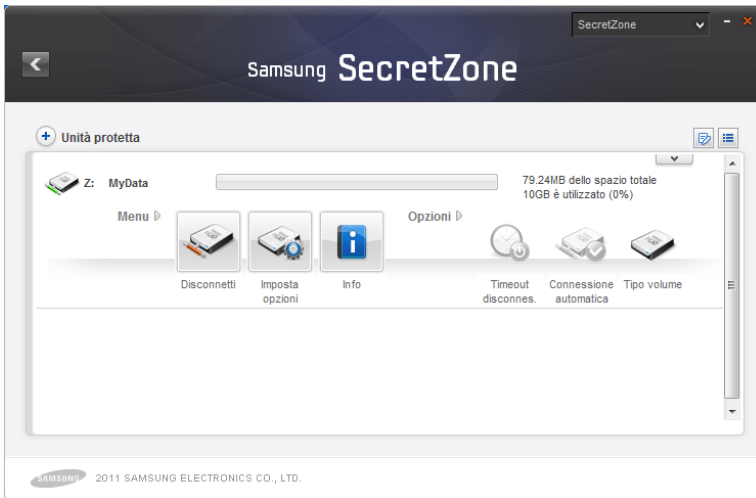 SecretZone
Samsung SecretZone
Unità protetta
Z: MyData
79.24MB dello spazio totale
10GB è utilizzato (0%)
Menu
Opzioni
Disconnetti
Imposta
opzioni
Info
Timeout
disconnes.
Connessione
automatica
Tipo volume
SAMSUNG 2011 SAMSUNG ELECTRONICS CO., LTD.